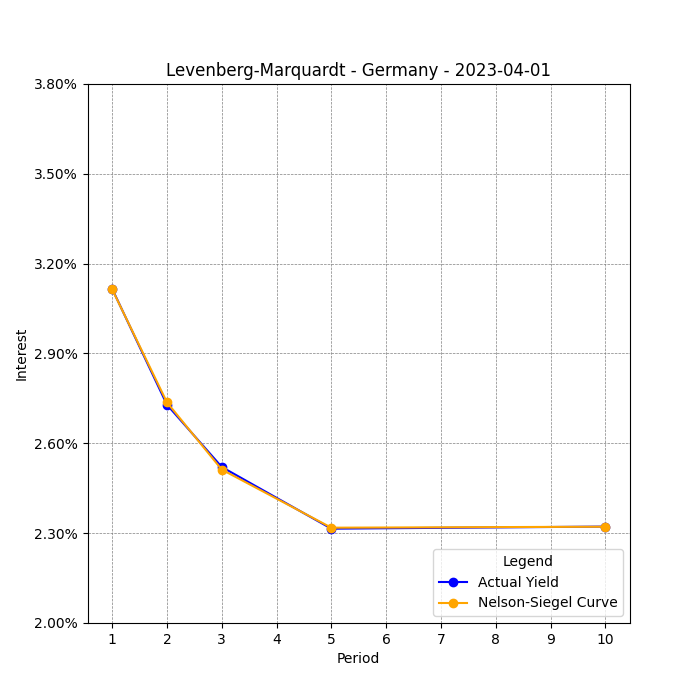 Levenberg-Marquardt - Germany - 2023-04-01
3.80%
3.50%
3.20%
2.90%
2.60%
2.30%
2.00%
Interest
Legend
Actual Yield
Nelson-Siegel Curve
1 2 3 4 5 6 7 8 9 10
Period